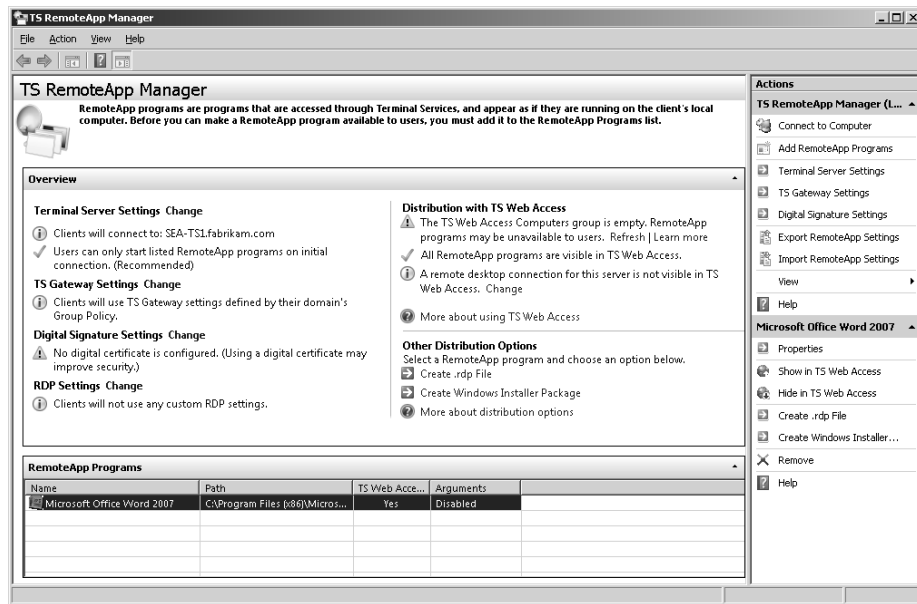 TS RemoteApp Manager
File Action View Help
TS RemoteApp Manager
RemoteApp programs are programs that are accessed through Terminal Services, and appear as if they are running on the client's local
computer. Before you can make a RemoteApp program available to users, you must add it to the RemoteApp Programs list.
Overview
Terminal Server Settings Change
Clients will connect to: SEA-TS1.fabrikam.com
Users can only start listed RemoteApp programs on initial
connection. (Recommended)
TS Gateway Settings Change
Clients will use TS Gateway settings defined by their domain's
Group Policy.
Digital Signature Settings Change
No digital certificate is configured. (Using a digital certificate may
improve security.)
RDP Settings Change
Clients will not use any custom RDP settings.
Distribution with TS Web Access
The TS Web Access Computers group is empty. RemoteApp
programs may be unavailable to users. Refresh | Learn more
All RemoteApp programs are visible in TS Web Access.
A remote desktop connection for this server is not visible in TS
Web Access. Change
More about using TS Web Access
Other Distribution Options
Select a RemoteApp program and choose an option below.
Create .rdp File
Create Windows Installer Package
More about distribution options
RemoteApp Programs
Name Path TS Web Acce... Arguments
Microsoft Office Word 2007 C:\Program Files (x86)\Micros... Yes Disabled
Actions
TS RemoteApp Manager (L...
Connect to Computer
Add RemoteApp Programs
Terminal Server Settings
TS Gateway Settings
Digital Signature Settings
Export RemoteApp Settings
Import RemoteApp Settings
View
Help
Microsoft Office Word 2007
Properties
Show in TS Web Access
Hide in TS Web Access
Create .rdp File
Create Windows Installer...
Remove
Help